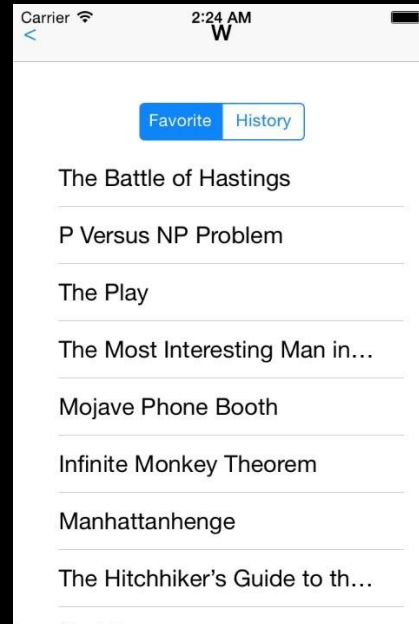 Carrier 2:24 AM
< W
Favorite History
The Battle of Hastings
P Versus NP Problem
The Play
The Most Interesting Man in…
Mojave Phone Booth
Infinite Monkey Theorem
Manhattanhenge
The Hitchhiker’s Guide to th…